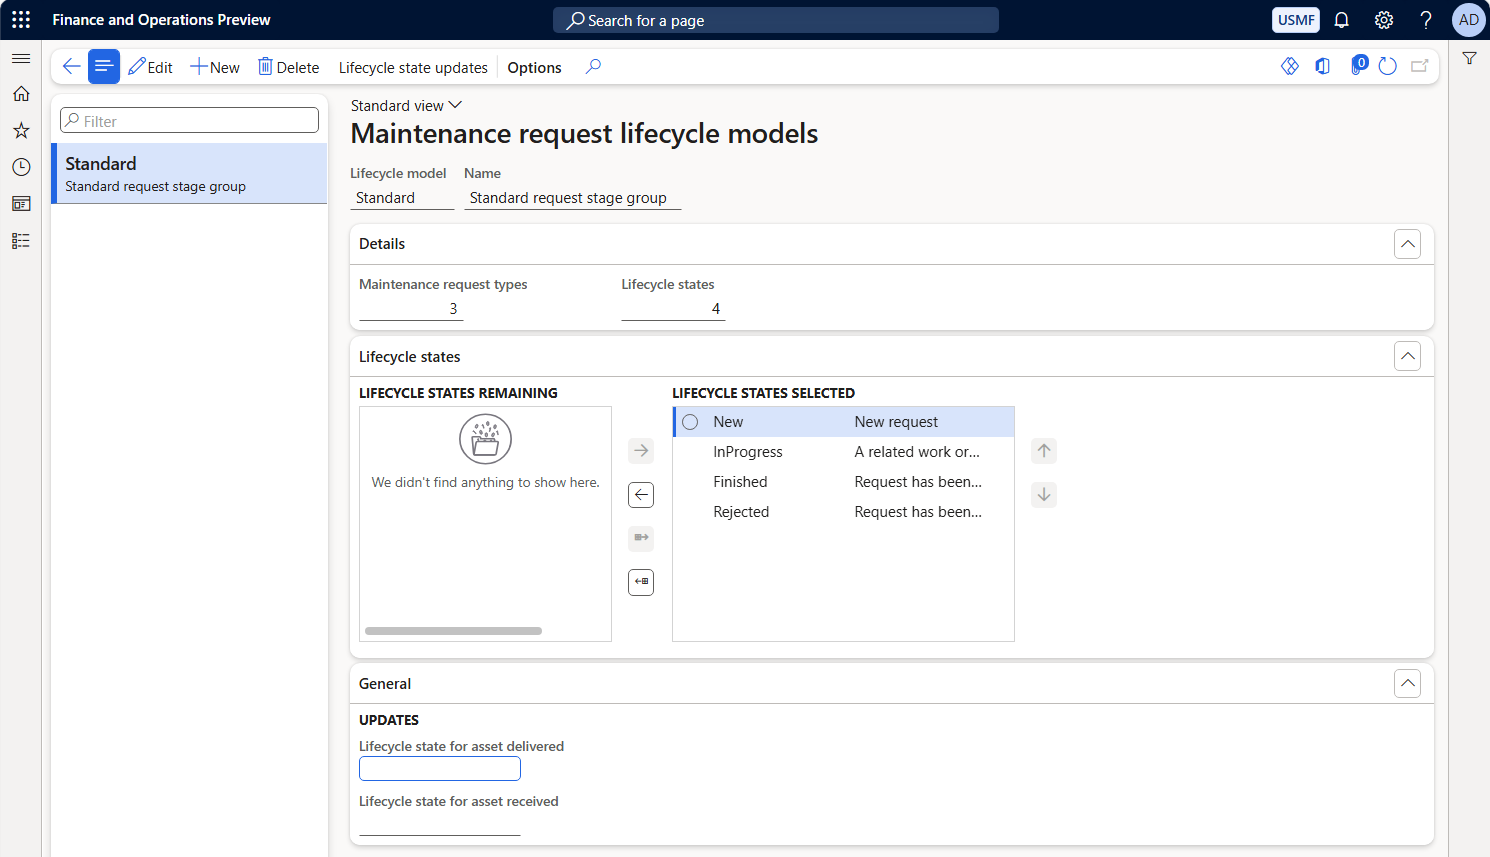 Finance and Operations Preview
Search for a page
USMF
AD
Edit
New
Delete
Lifecycle state updates
Options
0
Filter
Standard
Standard request stage group
Standard view
Maintenance request lifecycle models
Lifecycle model Name
Standard Standard request stage group
Details
Maintenance request types Lifecycle states
3 4
Lifecycle states
LIFECYCLE STATES REMAINING
We didn't find anything to show here.
LIFECYCLE STATES SELECTED
New New request
InProgress A related work or...
Finished Request has been...
Rejected Request has been...
General
UPDATES
Lifecycle state for asset delivered
Lifecycle state for asset received